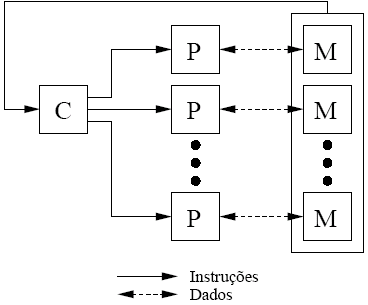 P M
C P M
P M
Instruções
Dados